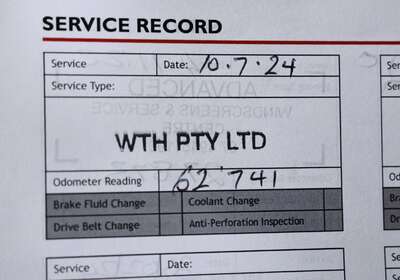 SERVICE RECORD
Service Date: 10·7·24
Service Type:
WTH PTY LTD
Odometer Reading 62'741
Brake Fluid Change Coolant Change
Drive Belt Change Anti-Perforation Inspection
Service Date: